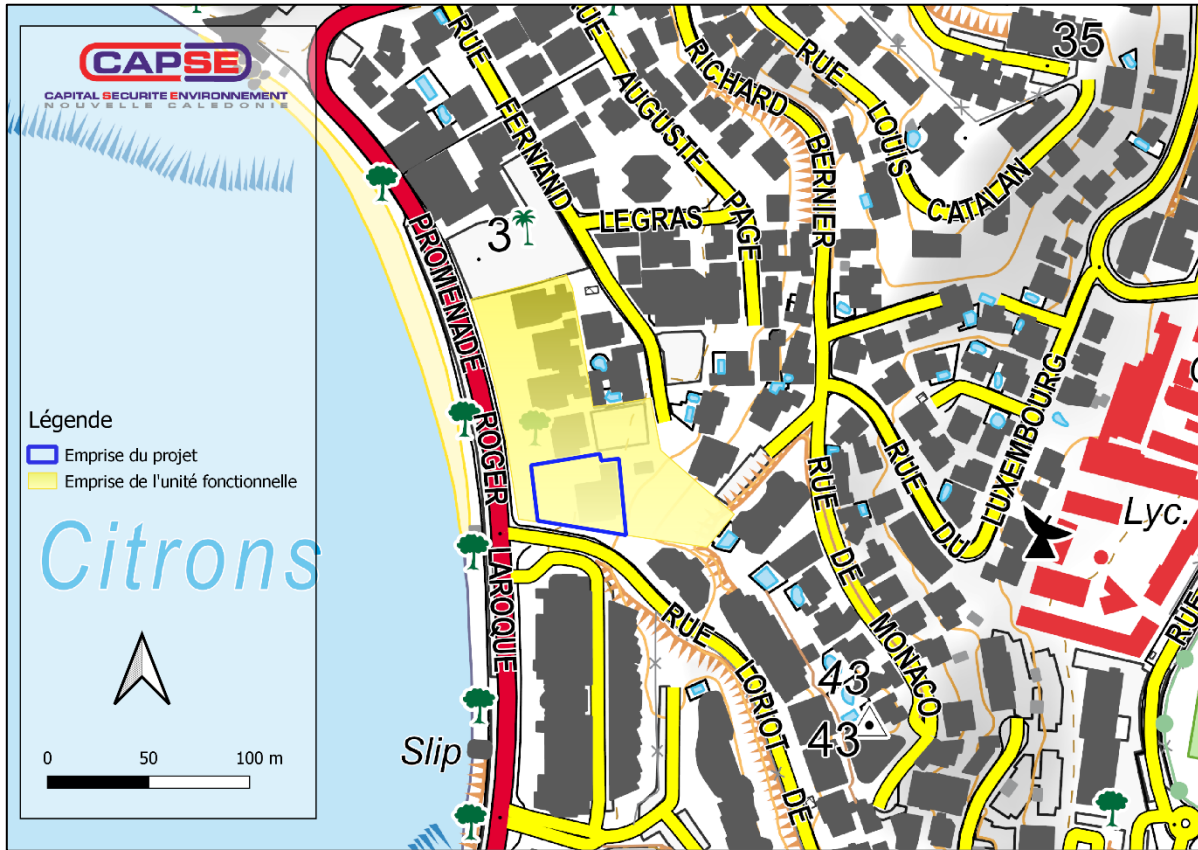 CAPSE
CAPITAL SECURITE ENVIRONNEMENT
NOUVELLE CALEDONIE
Légende
Emprise du projet
Emprise de l'unité fonctionnelle
Citrons
0 50 100 m
Slip
PROMENADE ROGER LAROQUE
3
RUE FERNAND LEGRAS
RUE AUGUSTE PAGE
RICHARD BERNIER
RUE LOUIS CATALAN
35
RUE DU LUXEMBOURG
RUE DE MONACO
RUE LORIOT DE
43
43
Lyc.
RUE